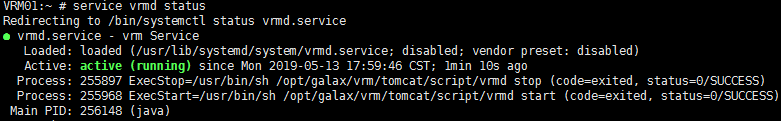 VRM01:~ # service vrmd status
Redirecting to /bin/systemctl status vrmd.service
● vrmd.service - vrm Service
Loaded: loaded (/usr/lib/systemd/system/vrmd.service; disabled; vendor preset: disabled)
Active: active (running) since Mon 2019-05-13 17:59:46 CST; 1min 10s ago
Process: 255897 ExecStop=/usr/bin/sh /opt/galax/vrm/tomcat/script/vrmd stop (code=exited, status=0/SUCCESS)
Process: 255968 ExecStart=/usr/bin/sh /opt/galax/vrm/tomcat/script/vrmd start (code=exited, status=0/SUCCESS)
Main PID: 256148 (java)